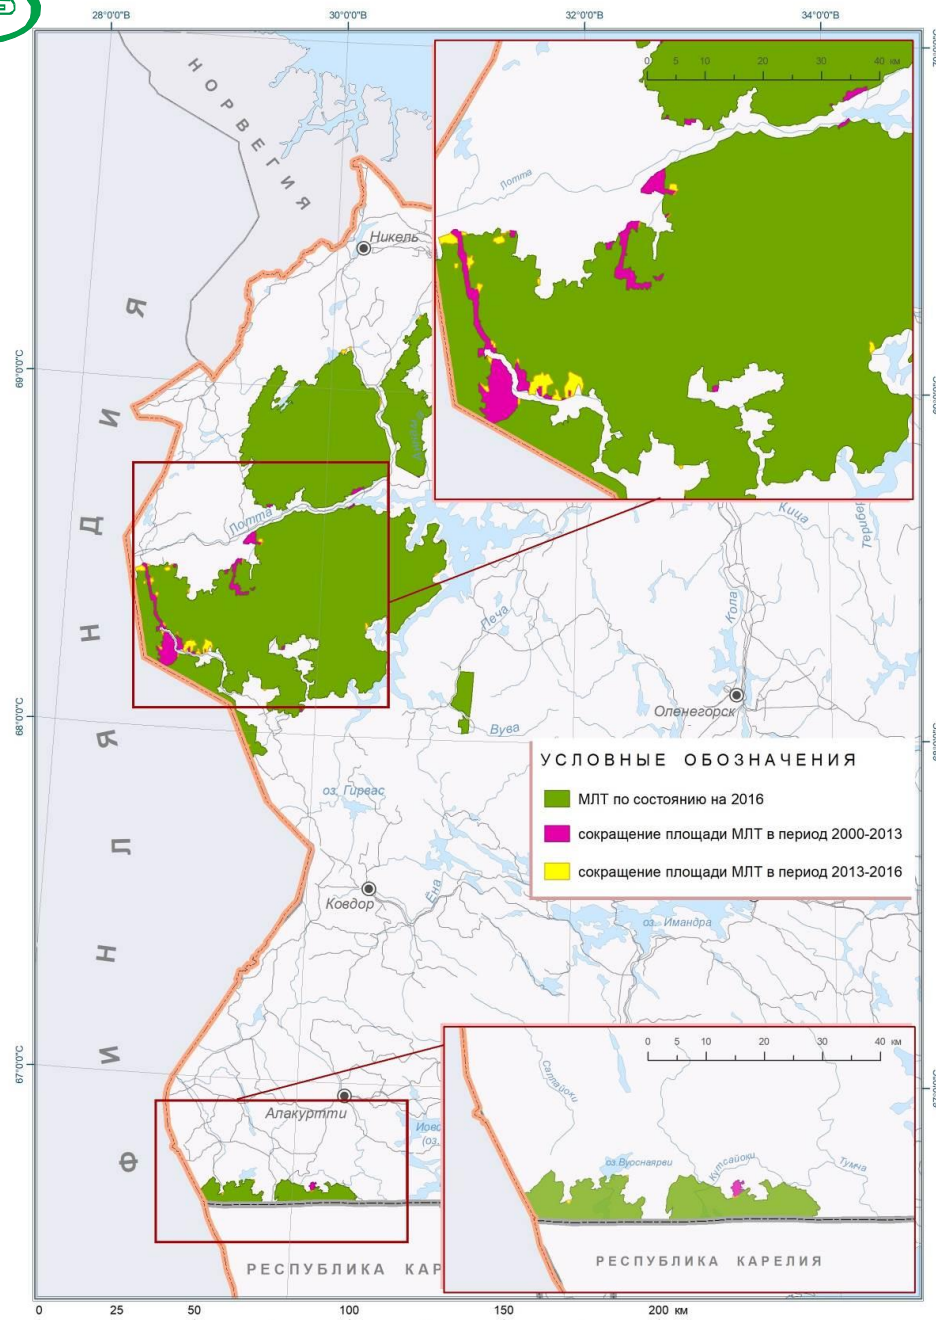 28°0'0"В 30°0'0"В 32°0'0"В 34°0'0"В
НОРВЕГИЯ
0 5 10 20 30 40 км
Лотта
Никель
69°0'0"С
Лотта
Кица
Печа
Кола
68°0'0"С
Оленегорск
Вува
УСЛОВНЫЕ ОБОЗНАЧЕНИЯ
МЛТ по состоянию на 2016
сокращение площади МЛТ в период 2000-2013
сокращение площади МЛТ в период 2013-2016
оз. Гирвас
Ковдор
Ена
оз. Имандра
ФИНЛЯНДИЯ
67°0'0"С
Алакуртти
0 5 10 20 30 40 км
Саллайоки
оз.Вуоснаярви
Кутсайоки
Тумча
РЕСПУБЛИКА КАРЕЛИЯ
РЕСПУБЛИКА КАР
0 25 50 100 150 200 км